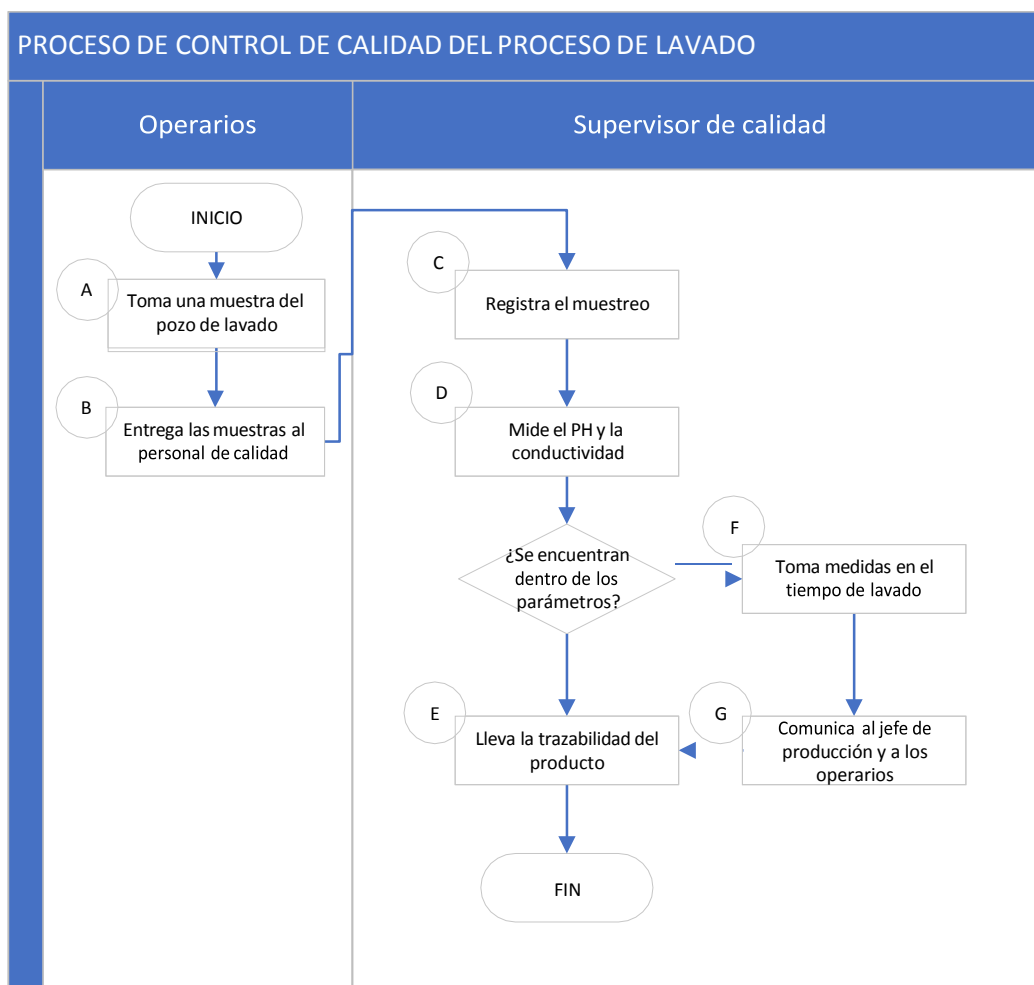 PROCESO DE CONTROL DE CALIDAD DEL PROCESO DE LAVADO
Operarios
Supervisor de calidad
INICIO
A
Toma una muestra del
pozo de lavado
B
Entrega las muestras al
personal de calidad
C
Registra el muestreo
D
Mide el PH y la
conductividad
¿Se encuentran
dentro de los
parámetros?
F
Toma medidas en el
tiempo de lavado
E
Lleva la trazabilidad del
producto
G
Comunica al jefe de
producción y a los
operarios
FIN